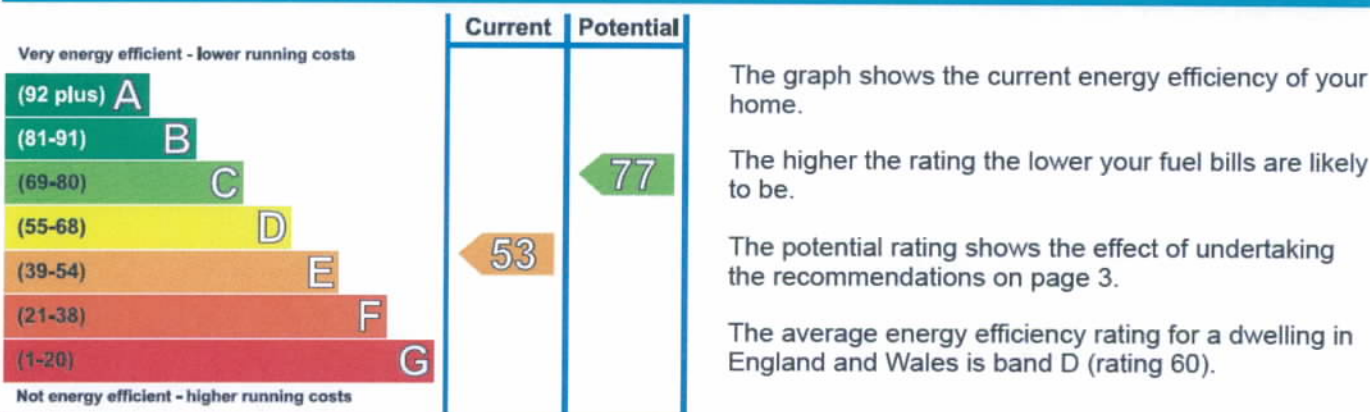 Current Potential
Very energy efficient - lower running costs
(92 plus) A
(81-91) B
(69-80) C
(55-68) D
(39-54) E
(21-38) F
(1-20) G
Not energy efficient - higher running costs
53
77
The graph shows the current energy efficiency of your
home.
The higher the rating the lower your fuel bills are likely
to be.
The potential rating shows the effect of undertaking
the recommendations on page 3.
The average energy efficiency rating for a dwelling in
England and Wales is band D (rating 60).